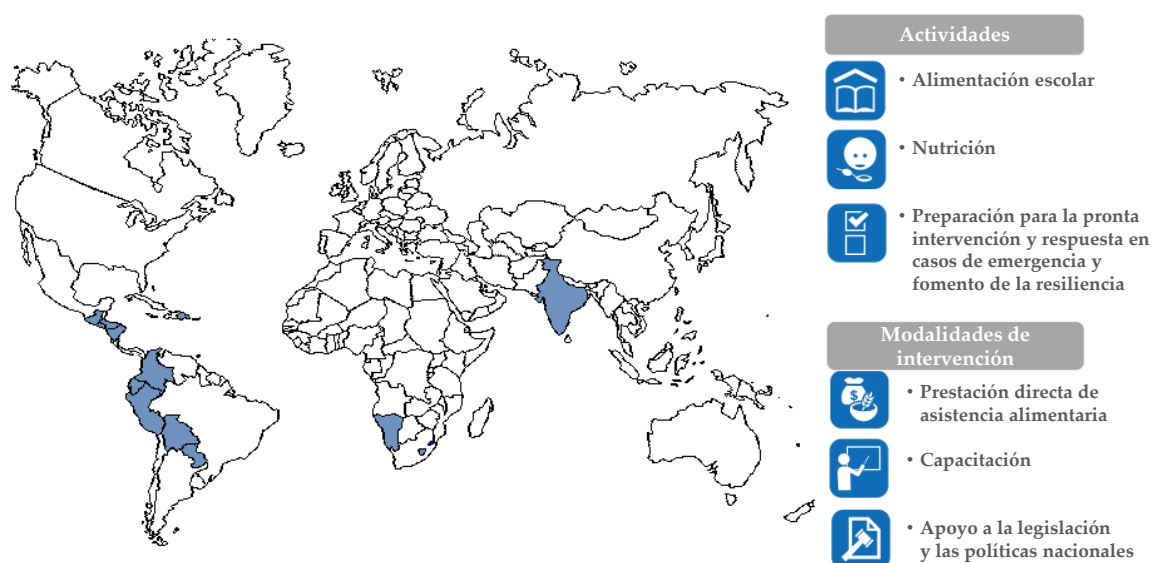 Actividades
• Alimentación escolar
• Nutrición
• Preparación para la pronta
intervención y respuesta en
casos de emergencia y
fomento de la resiliencia
Modalidades de
intervención
• Prestación directa de
asistencia alimentaria
• Capacitación
• Apoyo a la legislación
y las políticas nacionales